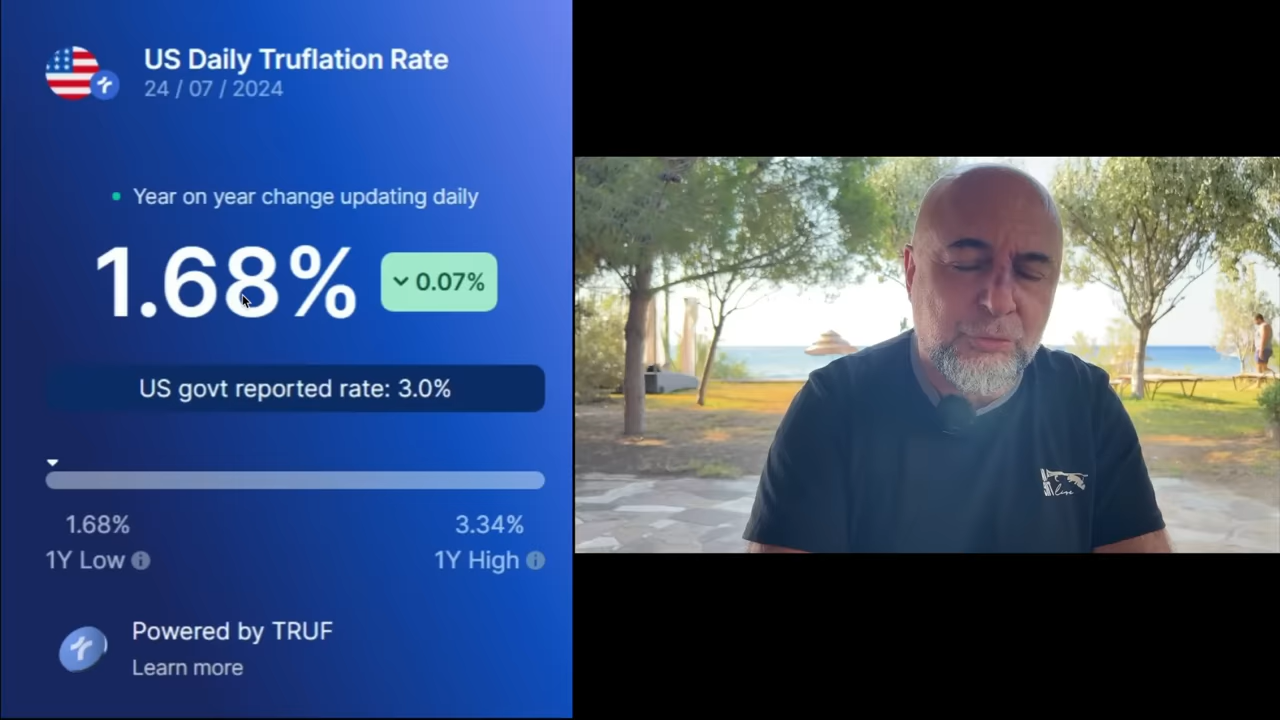 US Daily Truflation Rate
24 / 07 / 2024
Year on year change updating daily
1.68% 0.07%
US govt reported rate: 3.0%
1.68% 3.34%
1Y Low 1Y High
Powered by TRUF
Learn more